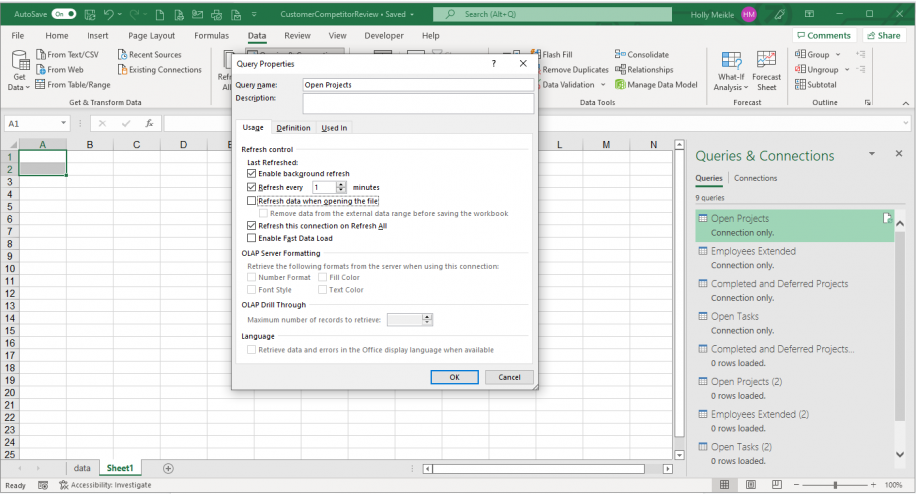 AutoSave On CustomerCompetitorReview • Saved Search (Alt+Q) Holly Meikle HM
File Home Insert Page Layout Formulas Data Review View Developer Help Comments Share
Get Data
From Text/CSV
From Web
From Table/Range
Recent Sources
Existing Connections
Get & Transform Data
Flash Fill
Remove Duplicates
Data Validation
Consolidate
Relationships
Manage Data Model
Data Tools
What-If Analysis
Forecast Sheet
Forecast
Group
Ungroup
Subtotal
Outline
A1 fx
A B C D L M N
1
2
3
4
5
6
7
8
9
10
11
12
13
14
15
16
17
18
19
20
21
22
23
24
25
Query Properties ? ×
Query name: Open Projects
Description:
Usage Definition Used In
Refresh control
Last Refreshed:
Enable background refresh
Refresh every 1 minutes
Refresh data when opening the file
Remove data from the external data range before saving the workbook
Refresh this connection on Refresh All
Enable Fast Data Load
OLAP Server Formatting
Retrieve the following formats from the server when using this connection:
Number Format Fill Color
Font Style Text Color
OLAP Drill Through
Maximum number of records to retrieve:
Language
Retrieve data and errors in the Office display language when available
OK Cancel
Queries & Connections
Queries Connections
9 queries
Open Projects
Connection only.
Employees Extended
Connection only.
Completed and Deferred Projects
Connection only.
Open Tasks
Connection only.
Completed and Deferred Projects...
0 rows loaded.
Open Projects (2)
0 rows loaded.
Employees Extended (2)
0 rows loaded.
Open Tasks (2)
0 rows loaded.
data Sheet1
Ready Accessibility: Investigate 100%